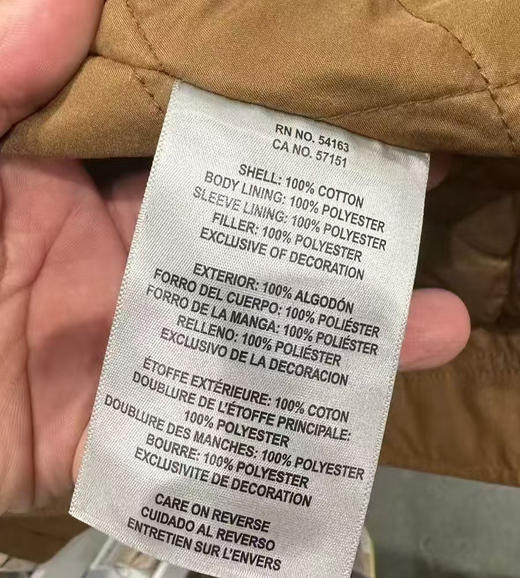 RN NO. 54163
CA NO. 57151
SHELL: 100% COTTON
BODY LINING: 100% POLYESTER
SLEEVE LINING: 100% POLYESTER
FILLER: 100% POLYESTER
EXCLUSIVE OF DECORATION
EXTERIOR: 100% ALGODÓN
FORRO DEL CUERPO: 100% POLIÉSTER
FORRO DE LA MANGA: 100% POLIÉSTER
RELLENO: 100% POLIÉSTER
EXCLUSIVO DE LA DECORACION
ÉTOFFE EXTÉRIEURE: 100% COTON
DOUBLURE DE L'ÉTOFFE PRINCIPALE:
100% POLYESTER
DOUBLURE DES MANCHES: 100% POLYESTER
BOURRE: 100% POLYESTER
EXCLUSIVITE DE DECORATION
CARE ON REVERSE
CUIDADO AL REVERSO
ENTRETIEN SUR L'ENVERS